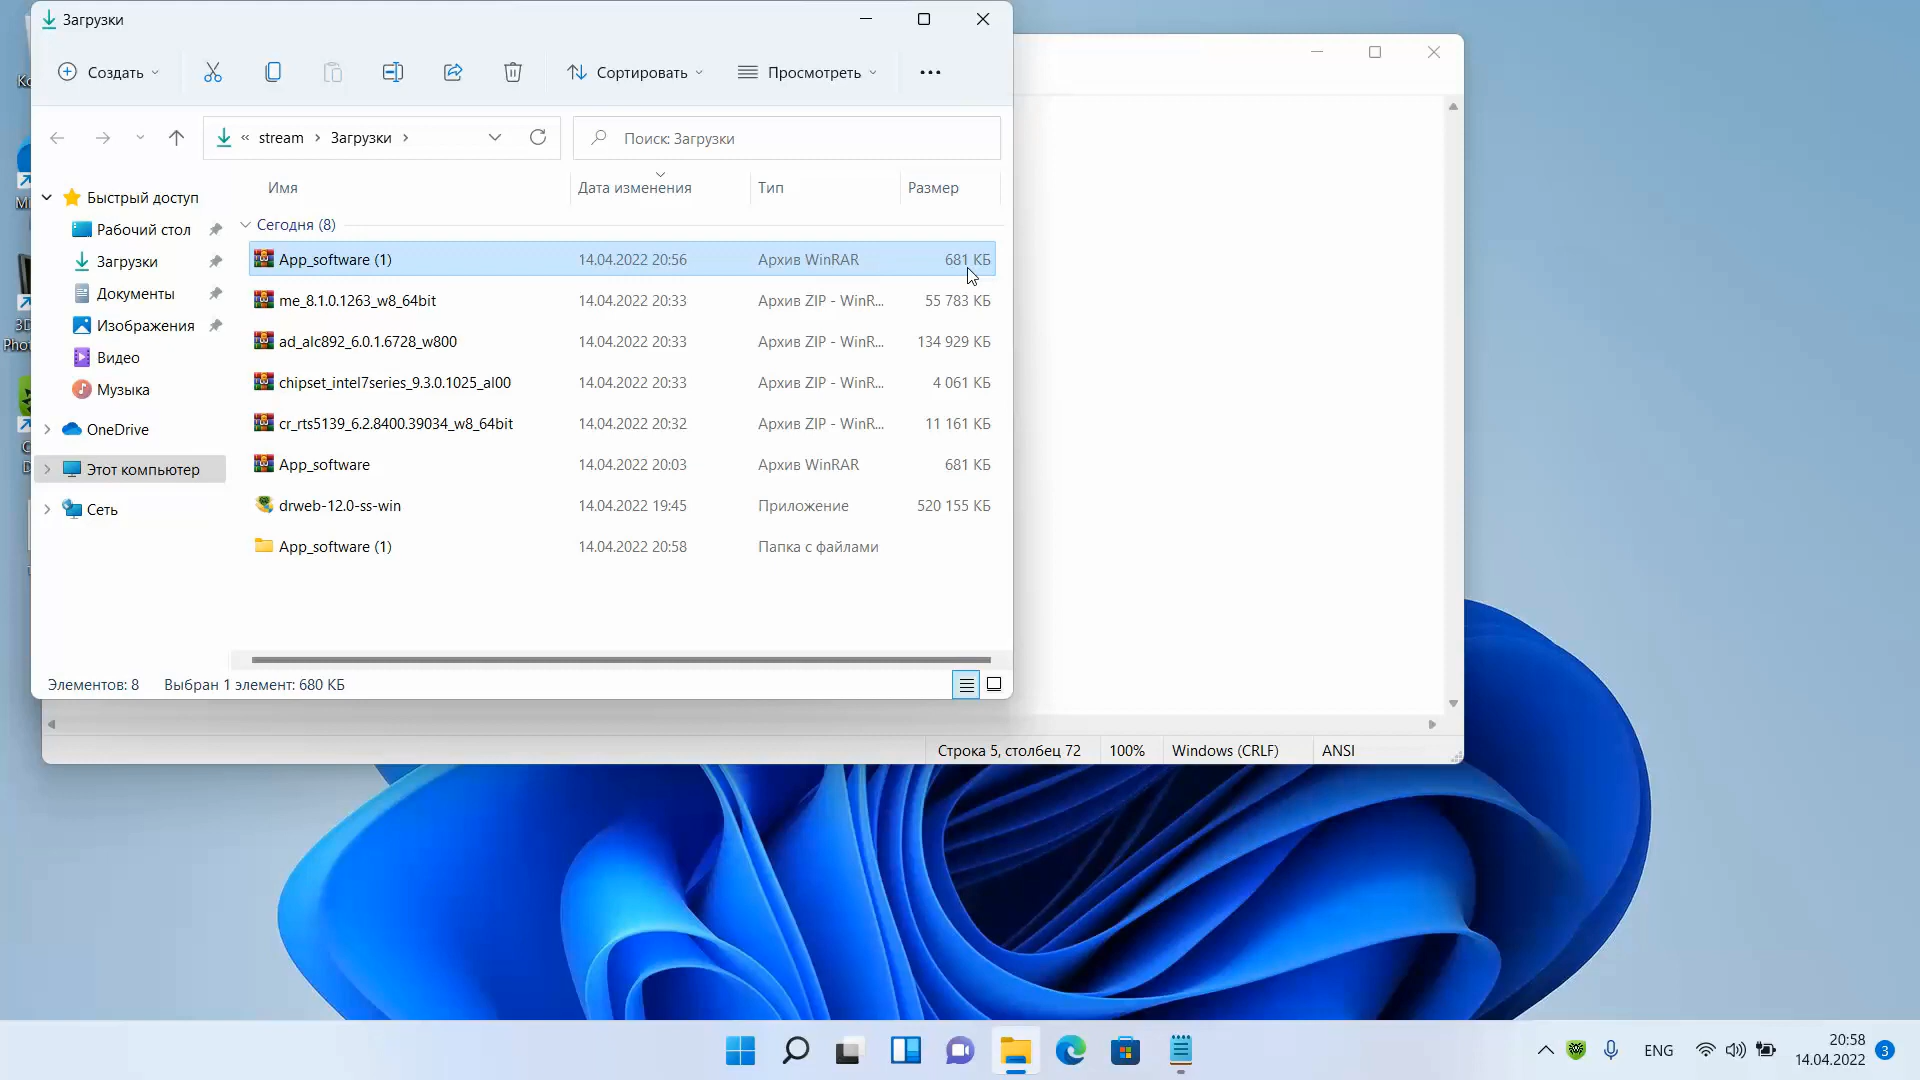 Загрузки
Создать
Сортировать
Просмотреть
« stream › Загрузки ›
Поиск: Загрузки
Имя
Дата изменения
Тип
Размер
Быстрый доступ
Рабочий стол
Загрузки
Документы
Изображения
Видео
Музыка
OneDrive
Этот компьютер
Сеть
Сегодня (8)
App_software (1) 14.04.2022 20:56 Архив WinRAR 681 КБ
me_8.1.0.1263_w8_64bit 14.04.2022 20:33 Архив ZIP - WinR... 55 783 КБ
ad_alc892_6.0.1.6728_w800 14.04.2022 20:33 Архив ZIP - WinR... 134 929 КБ
chipset_intel7series_9.3.0.1025_al00 14.04.2022 20:33 Архив ZIP - WinR... 4 061 КБ
cr_rts5139_6.2.8400.39034_w8_64bit 14.04.2022 20:32 Архив ZIP - WinR... 11 161 КБ
App_software 14.04.2022 20:03 Архив WinRAR 681 КБ
drweb-12.0-ss-win 14.04.2022 19:45 Приложение 520 155 КБ
App_software (1) 14.04.2022 20:58 Папка с файлами
Элементов: 8 Выбран 1 элемент: 680 КБ
Строка 5, столбец 72 100% Windows (CRLF) ANSI
ENG
20:58
14.04.2022
3